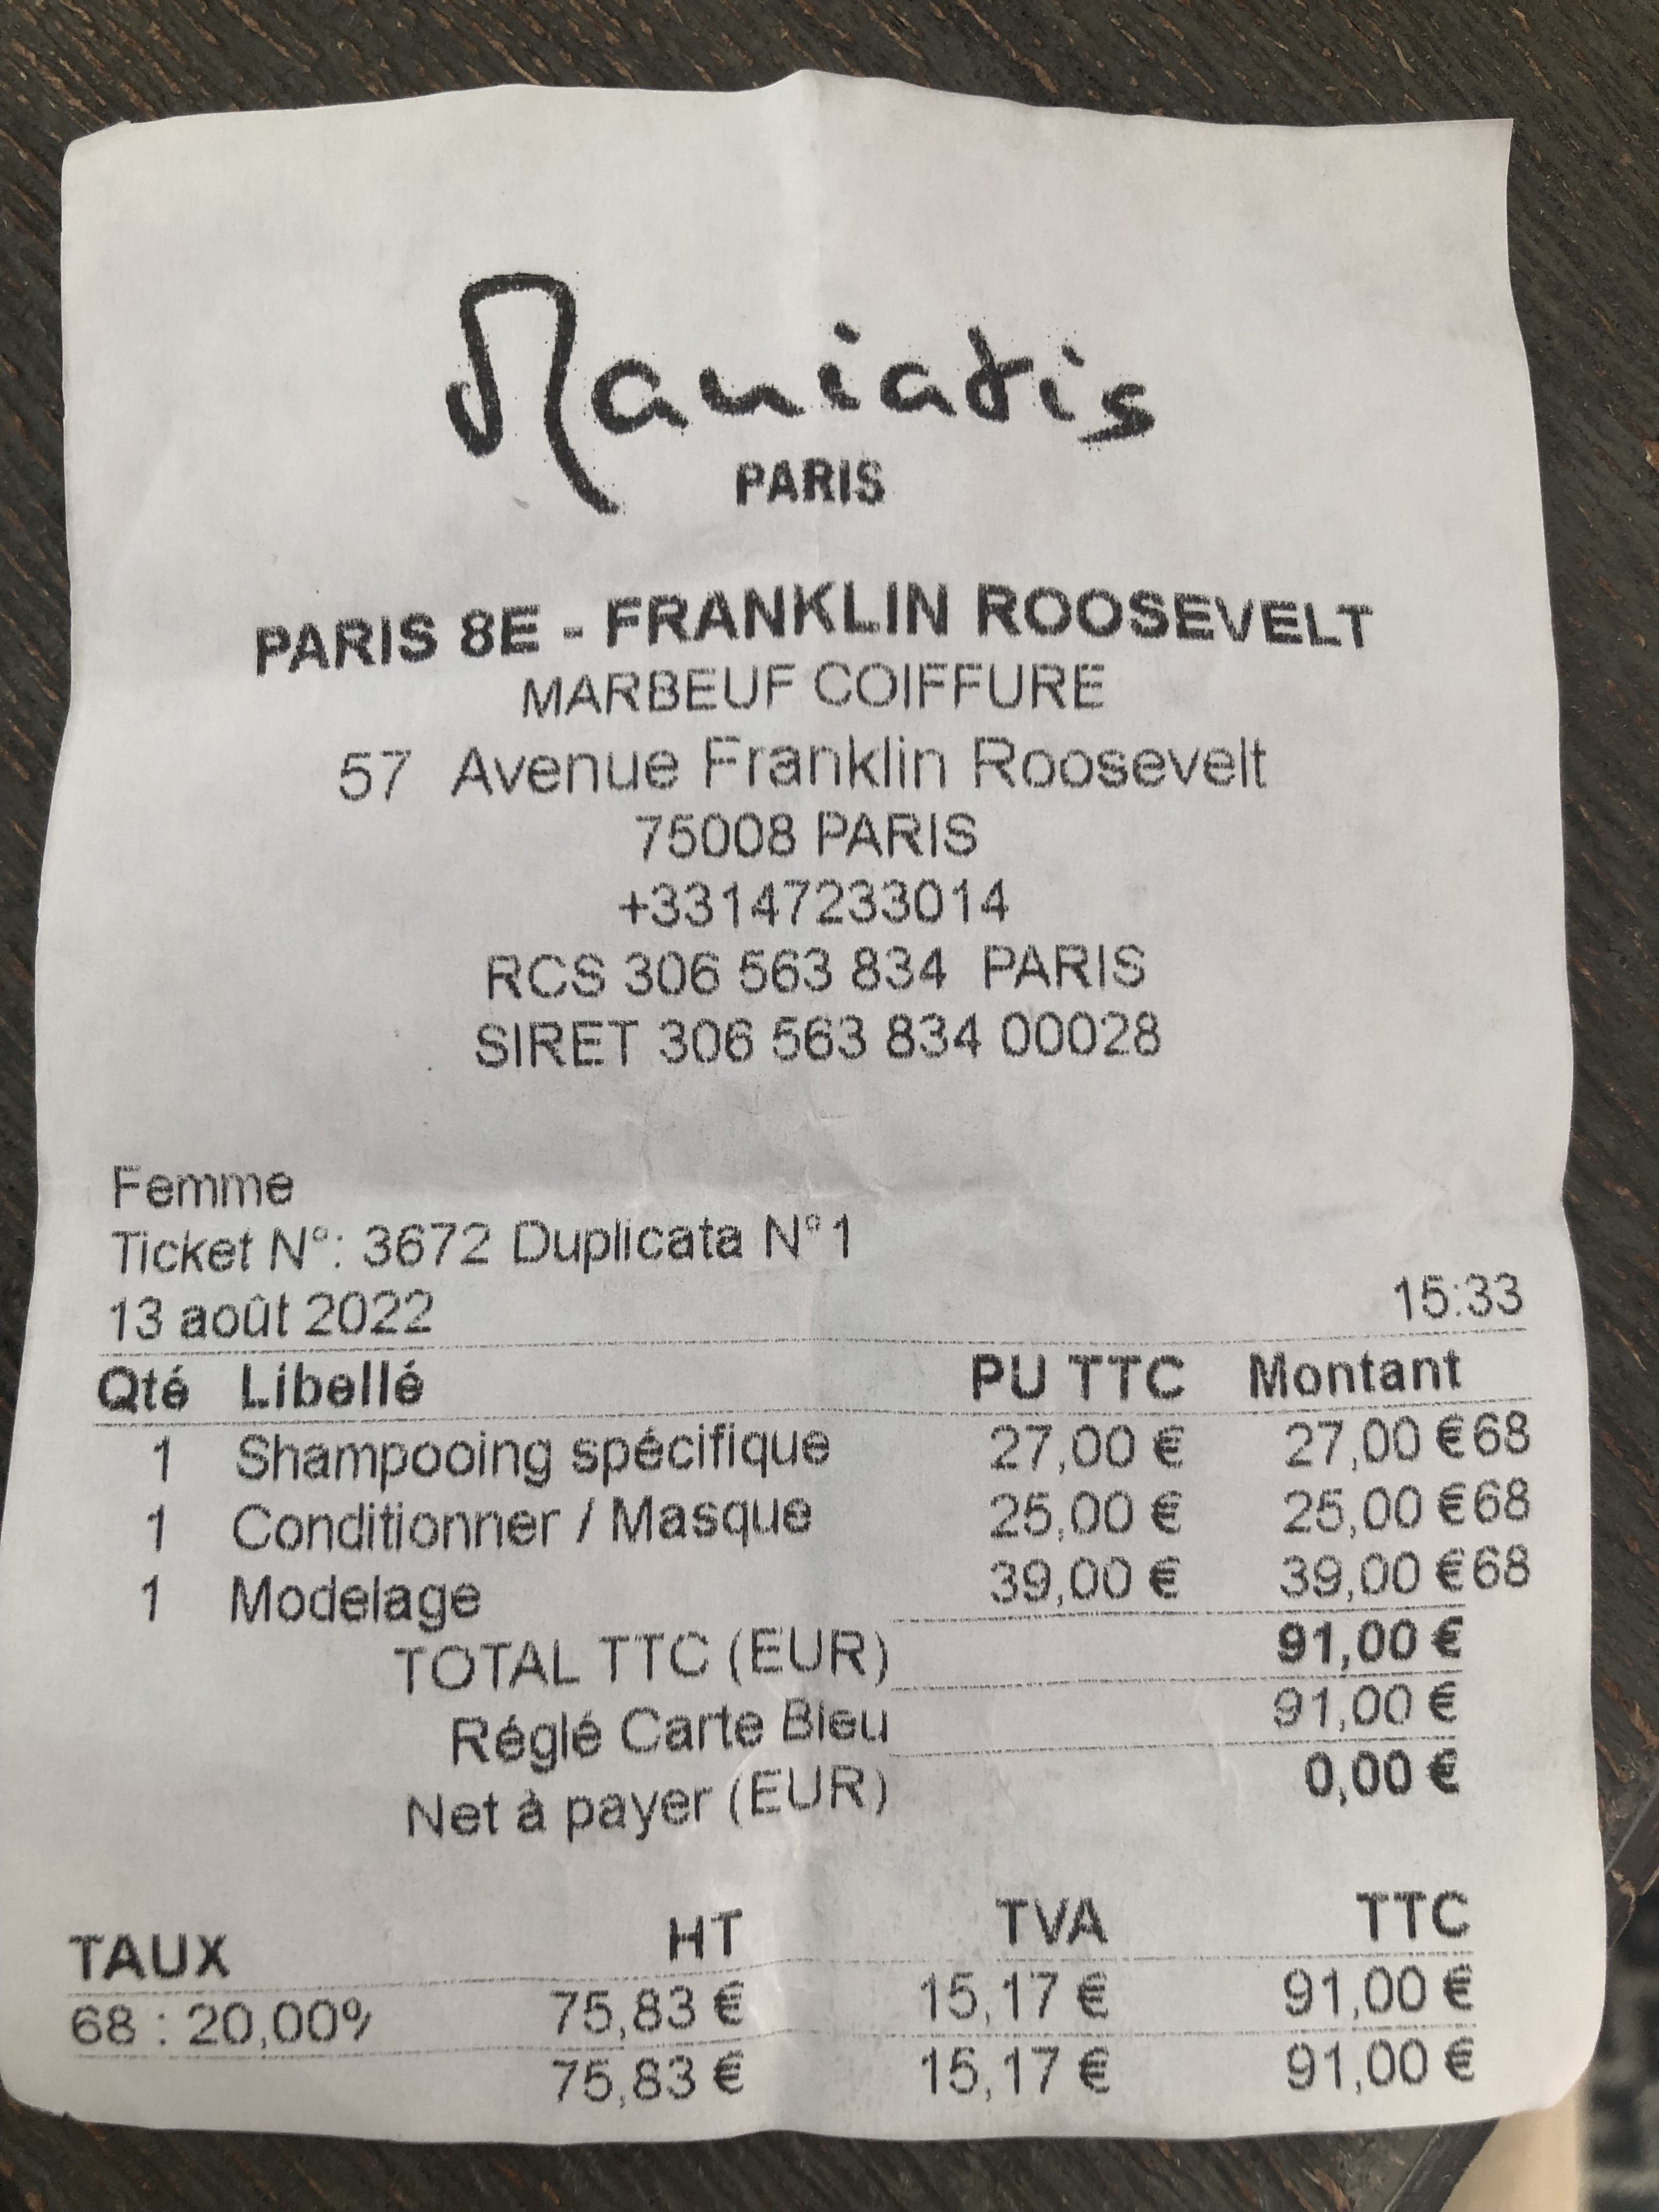 Maniatis
PARIS
PARIS 8E - FRANKLIN ROOSEVELT
MARBEUF COIFFURE
57 Avenue Franklin Roosevelt
75008 PARIS
+33147233014
RCS 306 563 834 PARIS
SIRET 306 563 834 00028
Femme
Ticket N°: 3672 Duplicata N°1
13 août 2022 15:33
Qté Libellé PU TTC Montant
1 Shampooing spécifique 27,00 € 27,00 €68
1 Conditionner / Masque 25,00 € 25,00 €68
1 Modelage 39,00 € 39,00 €68
TOTAL TTC (EUR) 91,00 €
Réglé Carte Bleu 91,00 €
Net à payer (EUR) 0,00 €
TAUX HT TVA TTC
68 : 20,00% 75,83 € 15,17 € 91,00 €
75,83 € 15,17 € 91,00 €